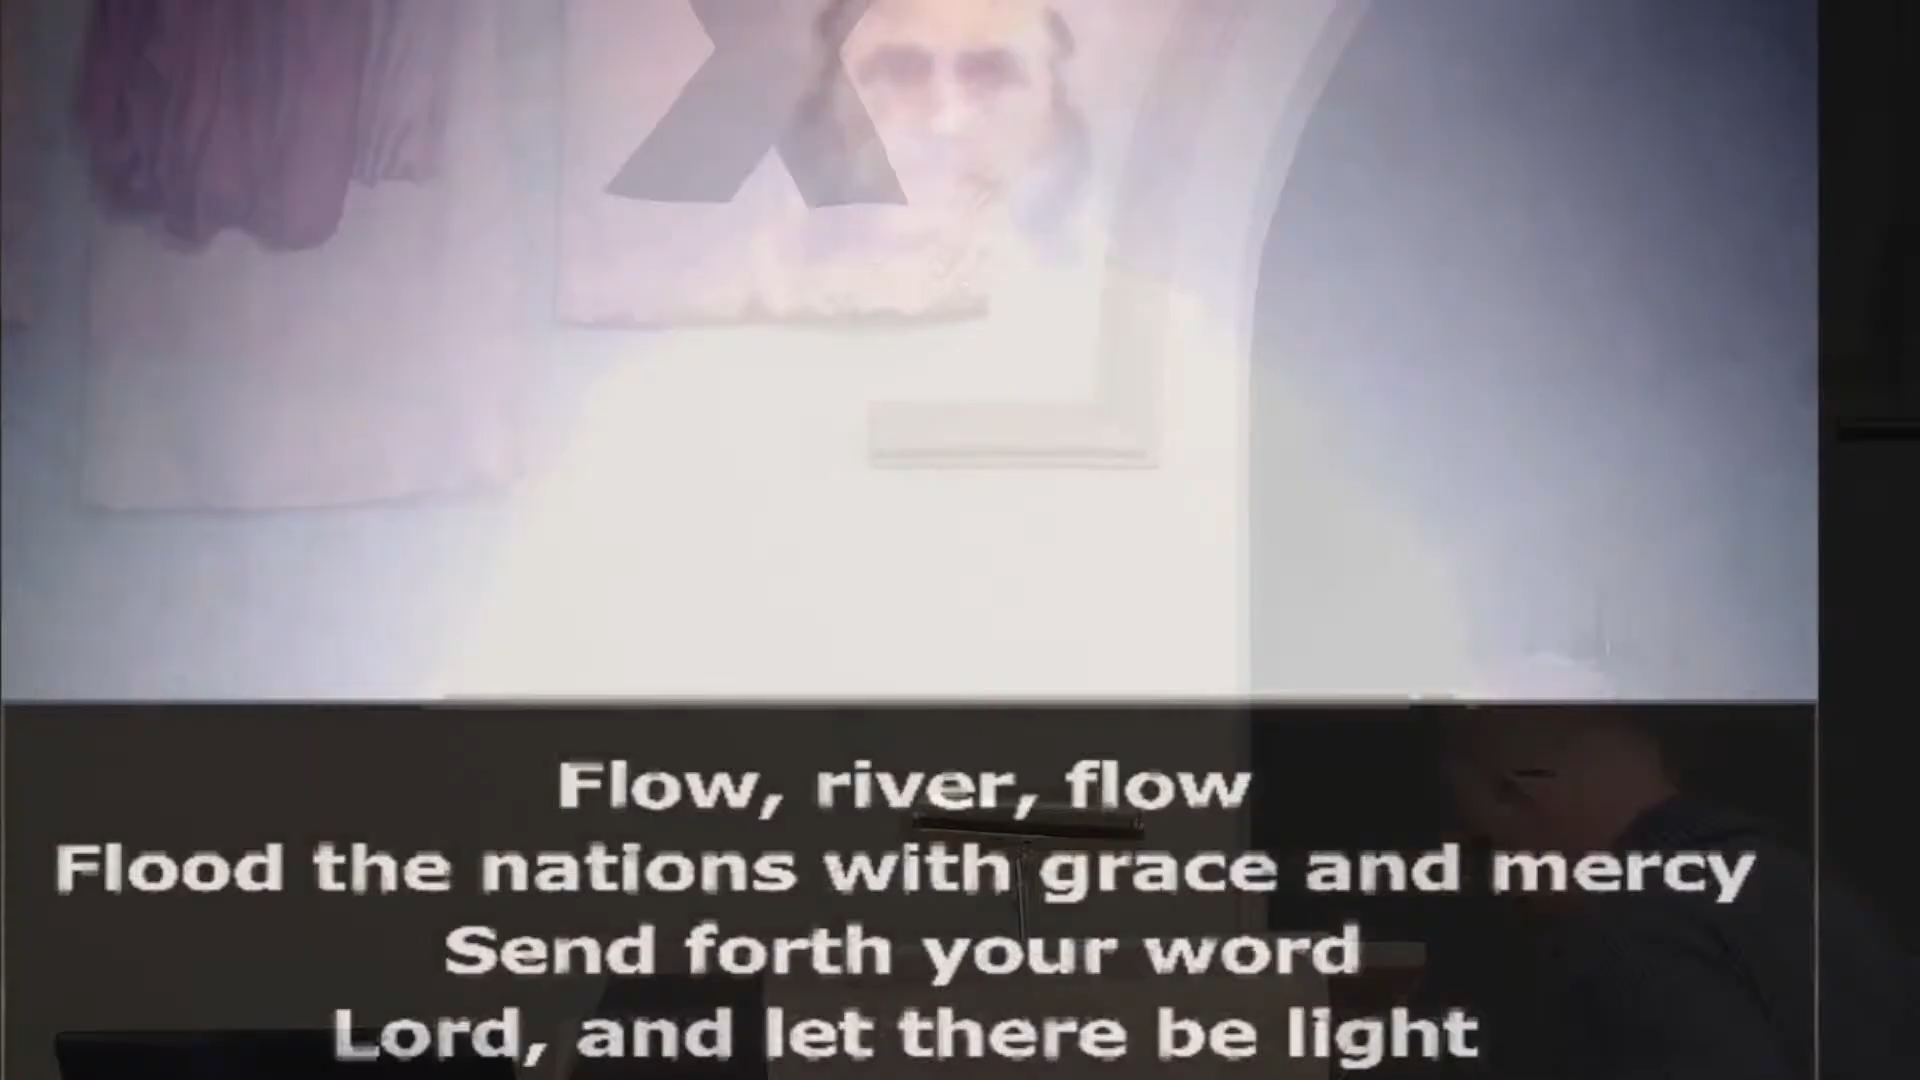 Flow, river, flow
Flood the nations with grace and mercy
Send forth your word
Lord, and let there be light